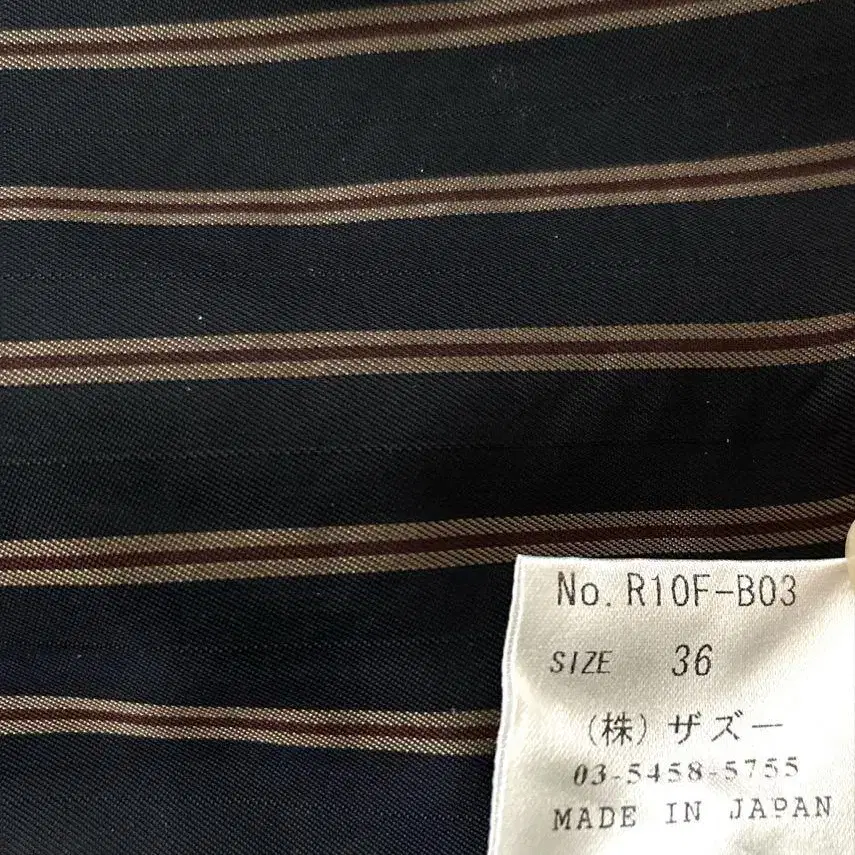 No. R10F-B03
SIZE 36
(株) ザズー
03-5458-5755
MADE IN JAPAN